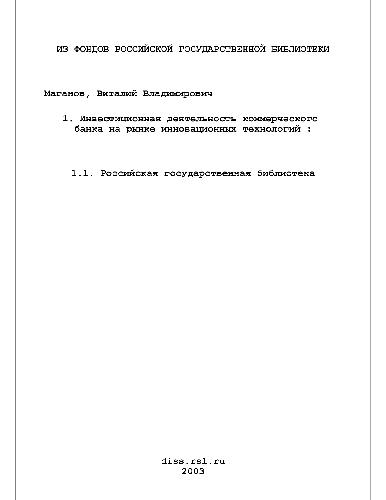 ИЗ ФОНДОВ РОССИЙСКОЙ ГОСУДАРСТВЕННОЙ БИБЛИОТЕКИ
Маганов, Виталий Владимирович
1. Инвестиционная деятельность коммерческого
банка на рынке инновационных технологий :
1.1. Российская государственная библиотека
diss.rsl.ru
2003